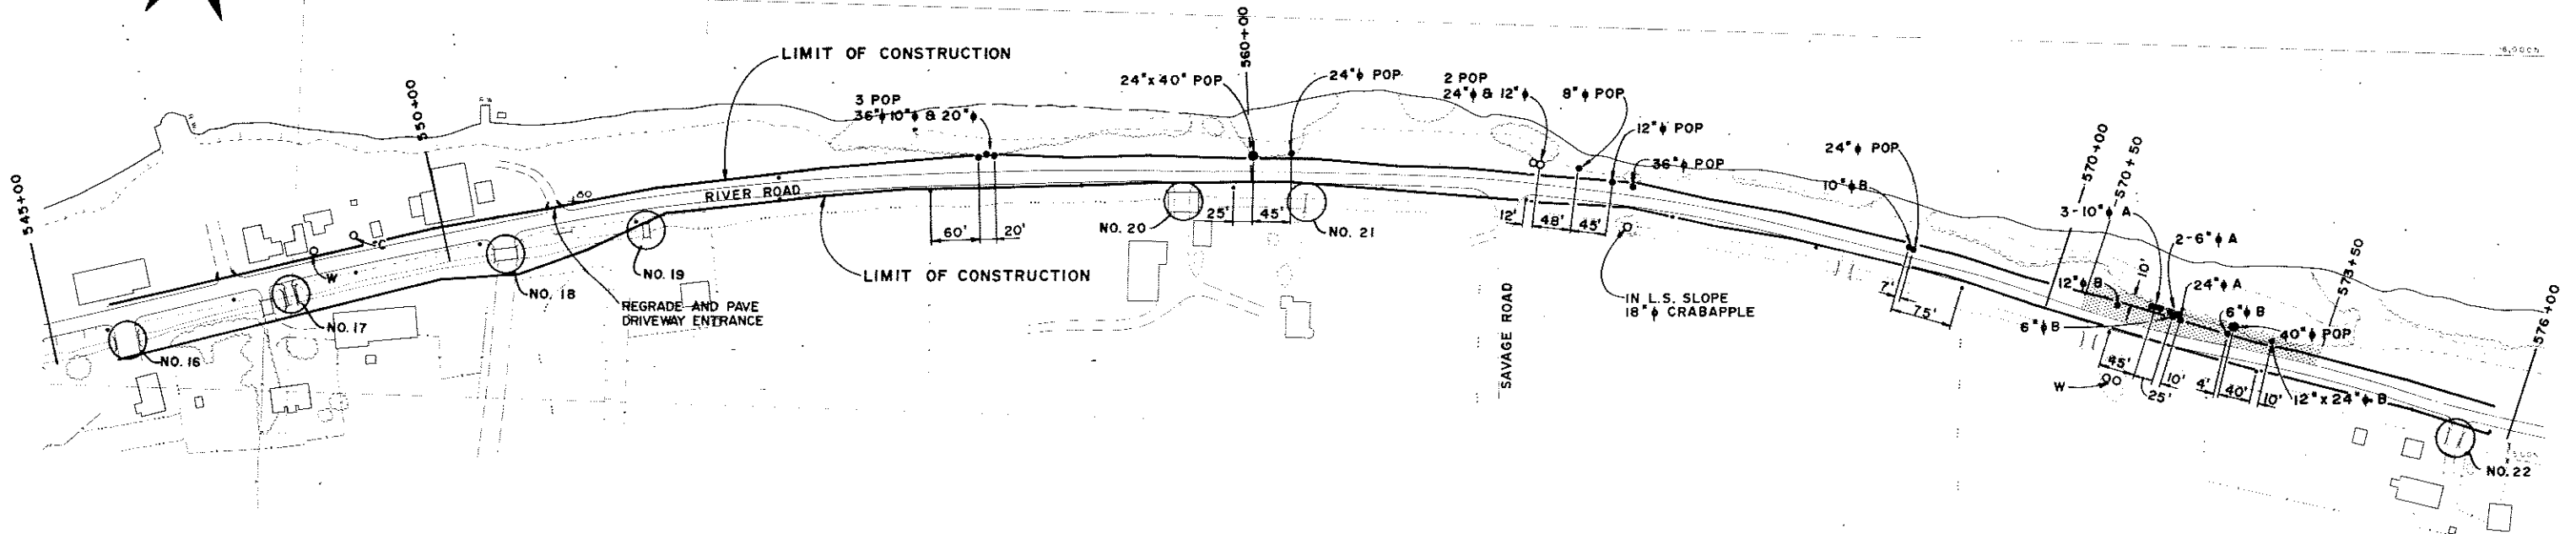 545+00
550+00
560+00
570+00
570+50
573+50
576+00
LIMIT OF CONSTRUCTION
3 POP
36"ϕ 10"ϕ & 20"ϕ
24"x 40" POP
24"ϕ POP
2 POP
24"ϕ & 12"ϕ
8"ϕ POP
12"ϕ POP
36"ϕ POP
24"ϕ POP
10"ϕ B
3-10"ϕ A
2-6"ϕ A
10'
12"ϕ B
24"ϕ A
6"ϕ B
6"ϕ B
40"ϕ POP
12"x 24"ϕ B
RIVER ROAD
LIMIT OF CONSTRUCTION
REGRADE AND PAVE
DRIVEWAY ENTRANCE
C
W
NO. 16
NO. 17
NO. 18
NO. 19
NO. 20
NO. 21
NO. 22
60'
20'
25'
45'
12'
48'
45'
7'
75'
45'
25'
10'
4'
40'
10'
W
SAVAGE ROAD
IN L.S. SLOPE
18"ϕ CRABAPPLE